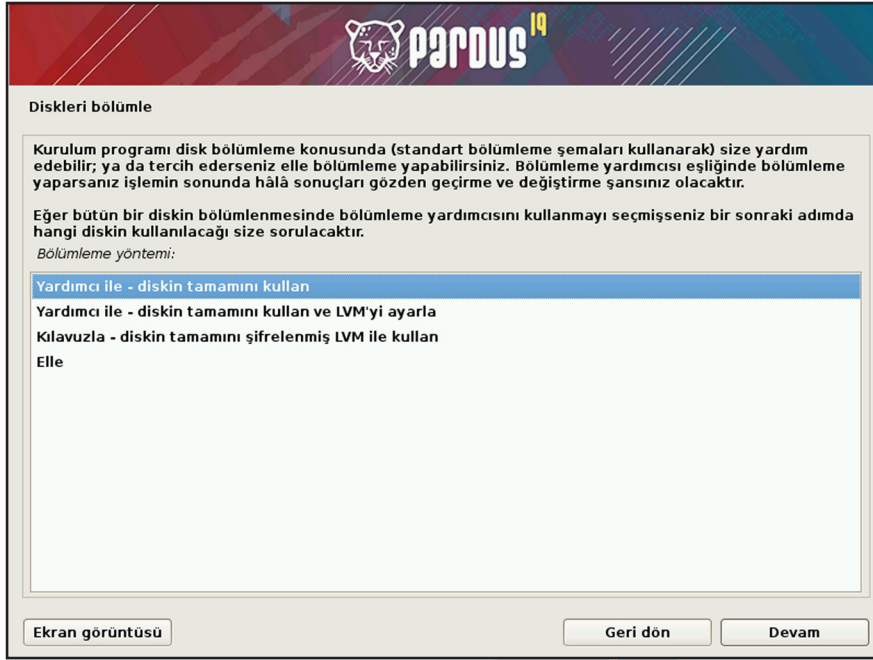 pardus 19
Diskleri bölümle
Kurulum programı disk bölümleme konusunda (standart bölümleme şemaları kullanarak) size yardım
edebilir; ya da tercih ederseniz elle bölümleme yapabilirsiniz. Bölümleme yardımcısı eşliğinde bölümleme
yaparsanız işlemin sonunda hâlâ sonuçları gözden geçirme ve değiştirme şansınız olacaktır.
Eğer bütün bir diskin bölümlenmesinde bölümleme yardımcısını kullanmayı seçmişseniz bir sonraki adımda
hangi diskin kullanılacağı size sorulacaktır.
Bölümleme yöntemi:
Yardımcı ile - diskin tamamını kullan
Yardımcı ile - diskin tamamını kullan ve LVM'yi ayarla
Kılavuzla - diskin tamamını şifrelenmiş LVM ile kullan
Elle
Ekran görüntüsü Geri dön Devam